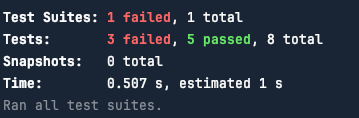 Test Suites: 1 failed, 1 total
Tests:       3 failed, 5 passed, 8 total
Snapshots:   0 total
Time:        0.507 s, estimated 1 s
Ran all test suites.